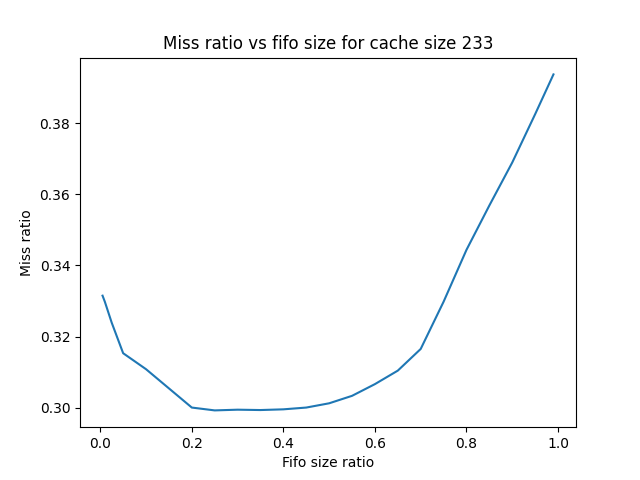 Miss ratio vs fifo size for cache size 233
0.38
0.36
0.34
0.32
0.30
Miss ratio
0.0 0.2 0.4 0.6 0.8 1.0
Fifo size ratio